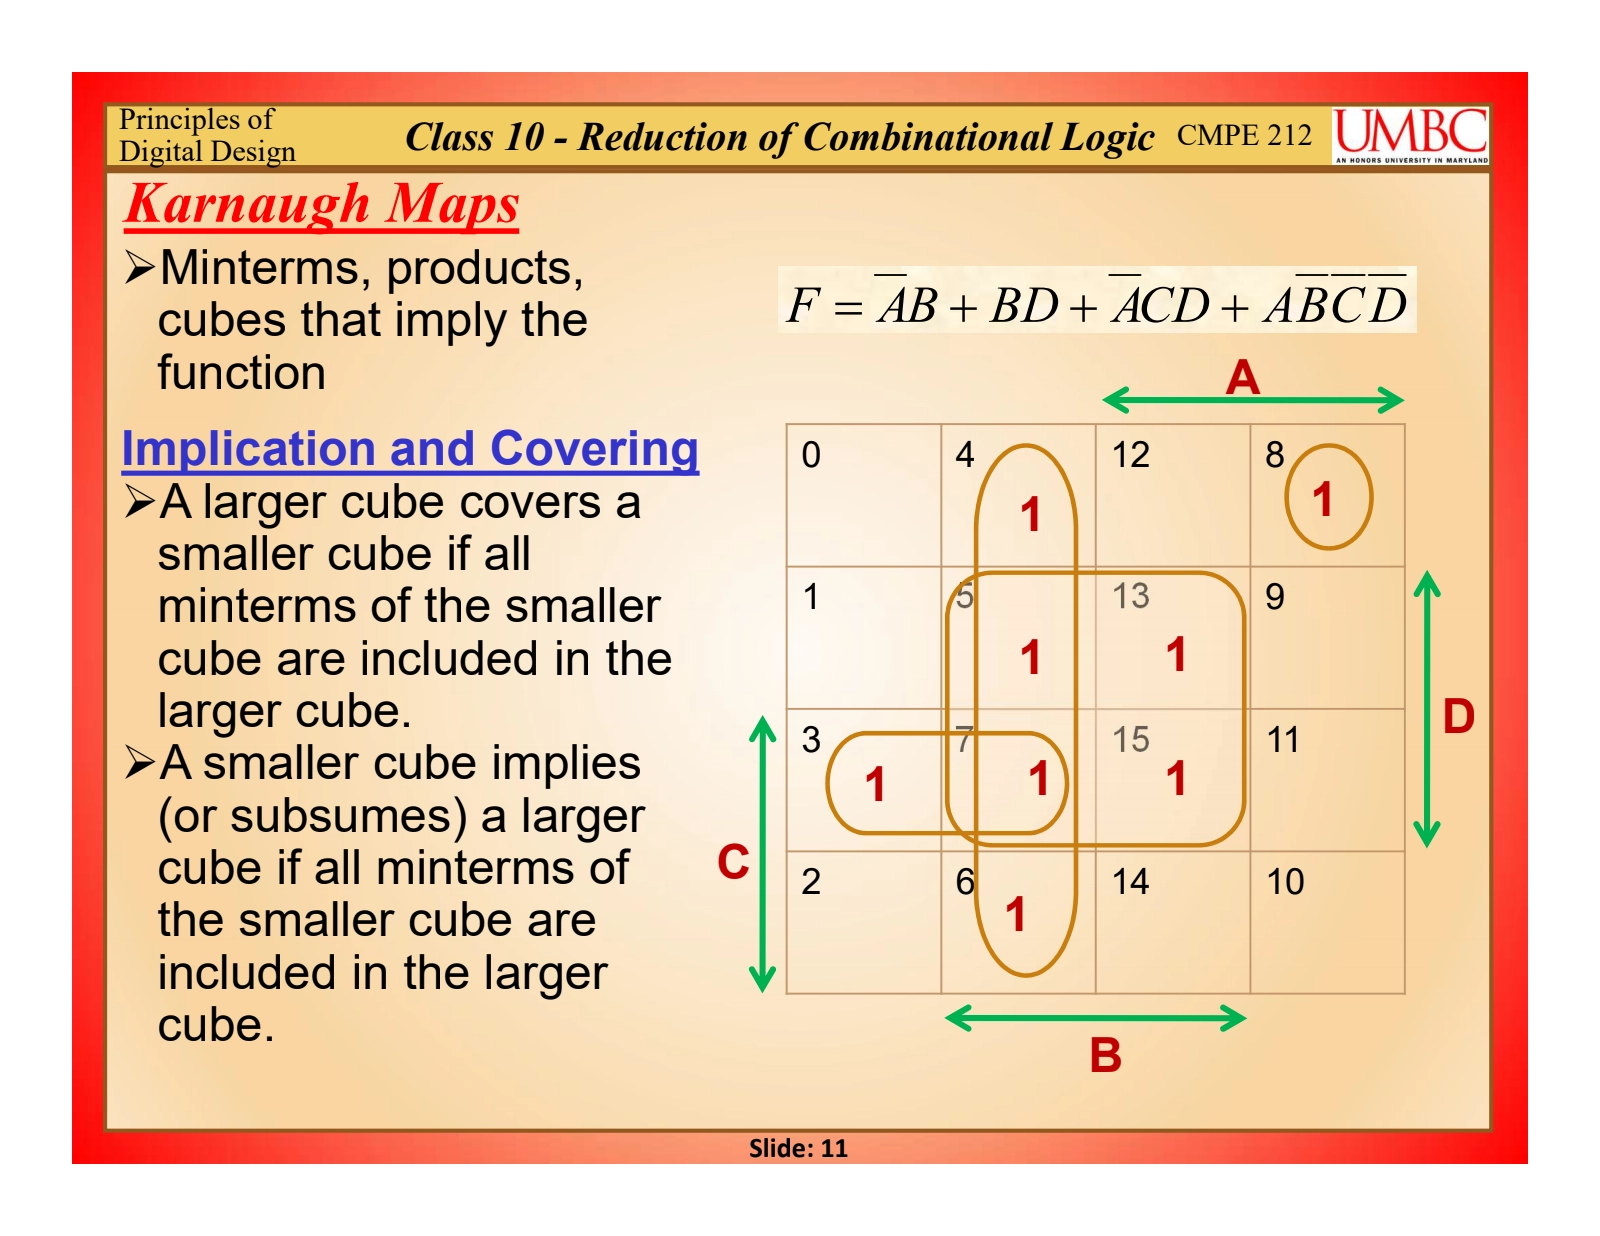 Principles of
Digital Design
Class 10 - Reduction of Combinational Logic
CMPE 212
UMBC
AN HONORS UNIVERSITY IN MARYLAND
Karnaugh Maps
➢Minterms, products,
cubes that imply the
function
Implication and Covering
➢A larger cube covers a
smaller cube if all
minterms of the smaller
cube are included in the
larger cube.
➢A smaller cube implies
(or subsumes) a larger
cube if all minterms of
the smaller cube are
included in the larger
cube.
F = A̅B + BD + A̅CD + AB̅C̅D̅
A
0 4 12 8
1 1
1 5 13 9
1 1
D
3 7 15 11
1 1 1
C
2 6 14 10
1
B
Slide: 11